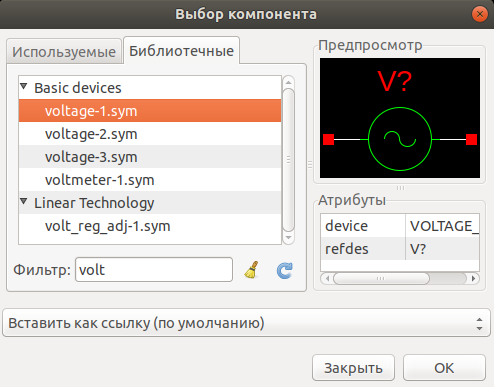 Выбор компонента
Используемые
Библиотечные
Basic devices
voltage-1.sym
voltage-2.sym
voltage-3.sym
voltmeter-1.sym
Linear Technology
volt_reg_adj-1.sym
Фильтр: volt
Предпросмотр
V?
Атрибуты
device VOLTAGE_
refdes V?
Вставить как ссылку (по умолчанию)
Закрыть
OK